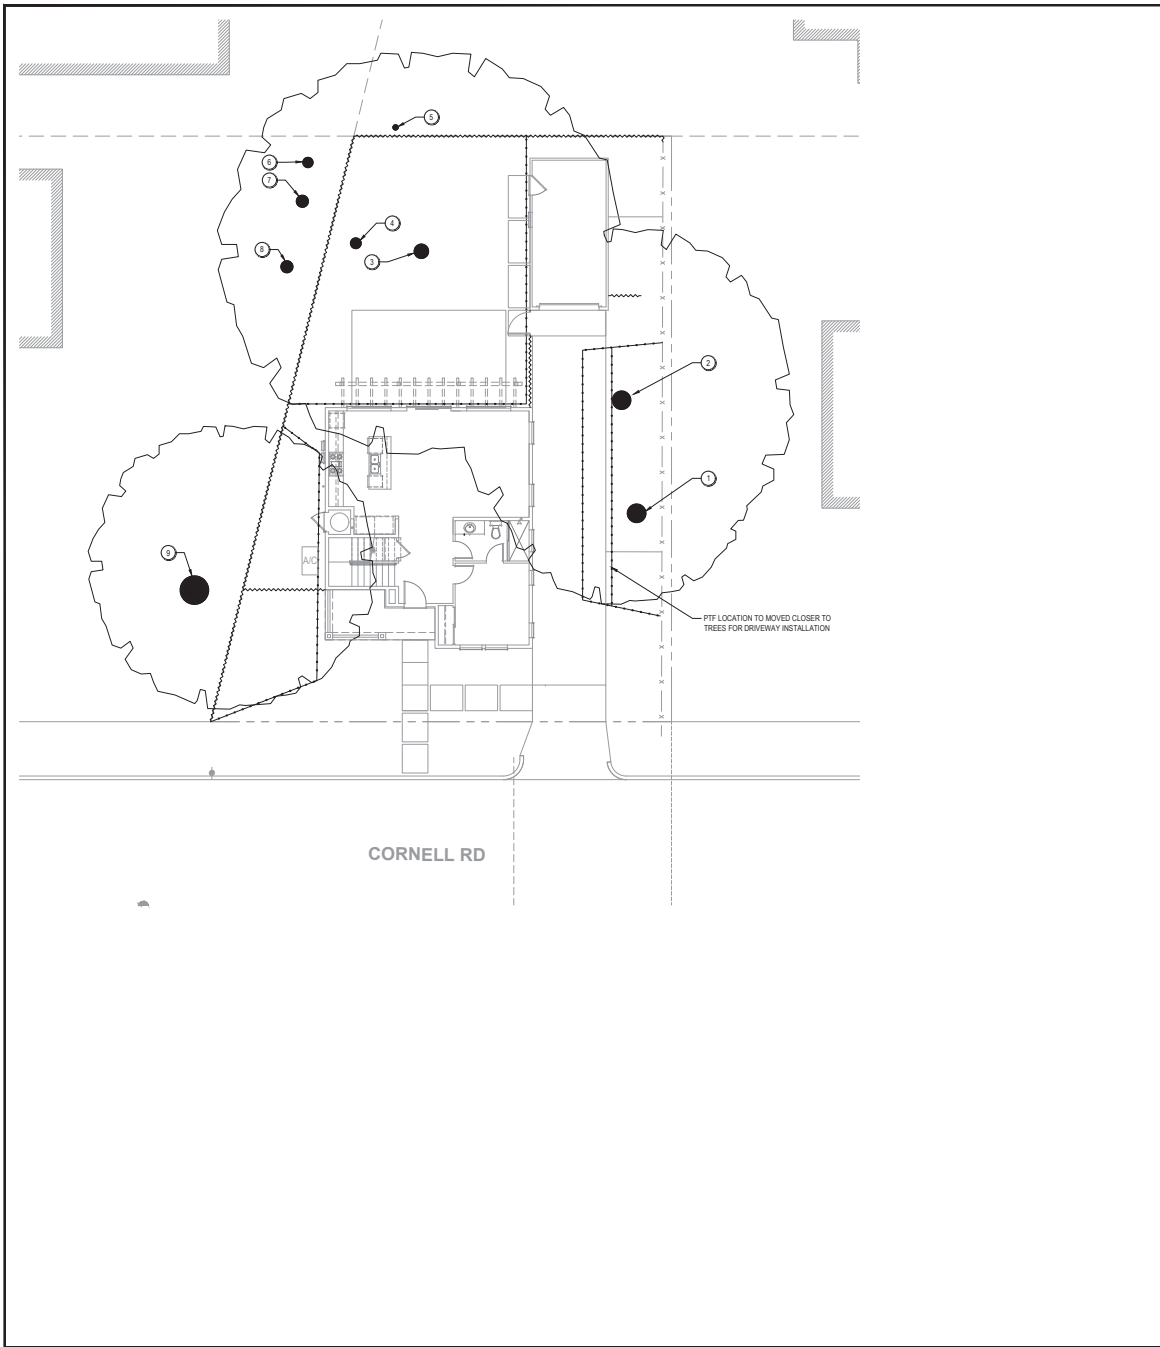 5
6
7
4
8
3
2
1
9
A/C
PTF LOCATION TO MOVED CLOSER TO
TREES FOR DRIVEWAY INSTALLATION
CORNELL RD